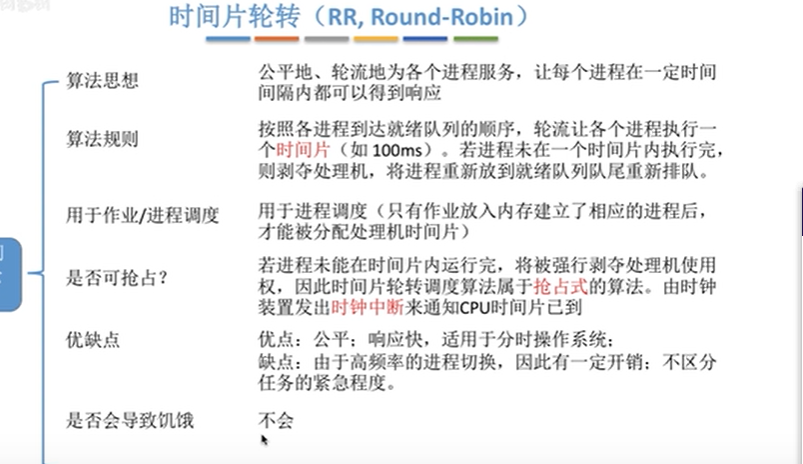 时间片轮转（RR, Round-Robin）
算法思想
公平地、轮流地为各个进程服务，让每个进程在一定时间
间隔内都可以得到响应
算法规则
按照各进程到达就绪队列的顺序，轮流让各个进程执行一
个时间片（如 100ms）。若进程未在一个时间片内执行完，
则剥夺处理机，将进程重新放到就绪队列队尾重新排队。
用于作业/进程调度
用于进程调度（只有作业放入内存建立了相应的进程后，
才能被分配处理机时间片）
是否可抢占？
若进程未能在时间片内运行完，将被强行剥夺处理机使用
权，因此时间片轮转调度算法属于抢占式的算法。由时钟
装置发出时钟中断来通知CPU时间片已到
优缺点
优点：公平；响应快，适用于分时操作系统；
缺点：由于高频率的进程切换，因此有一定开销；不区分
任务的紧急程度。
是否会导致饥饿
不会